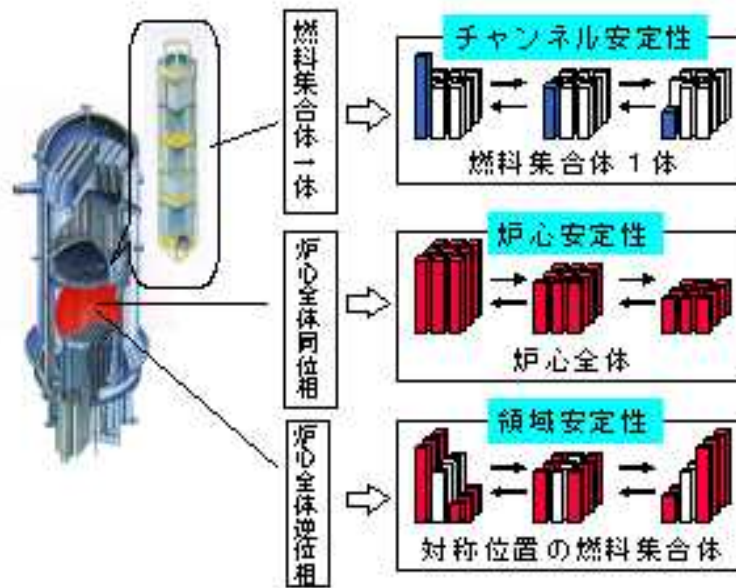 燃料集合体1体
チャンネル安定性
燃料集合体1体
炉心全体同位相
炉心安定性
炉心全体
炉心全体逆位相
領域安定性
対称位置の燃料集合体